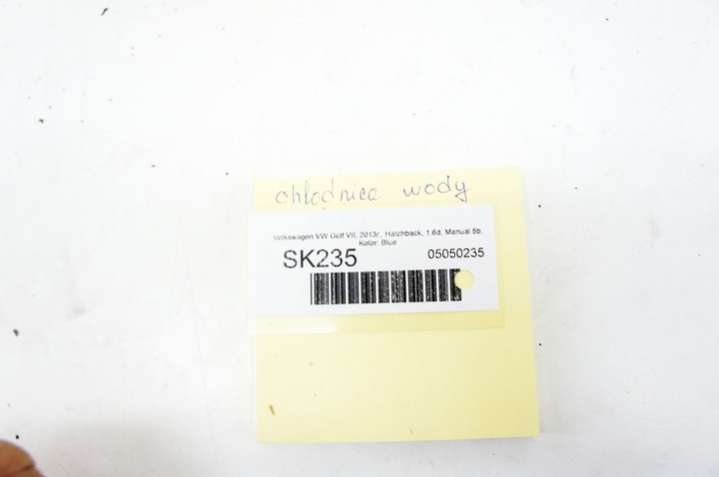 chłodnica wody
Volkswagen VW Golf VII, 2013r., Hatchback, 1.6d, Manual 5b,
Kolor: Blue
SK235 05050235